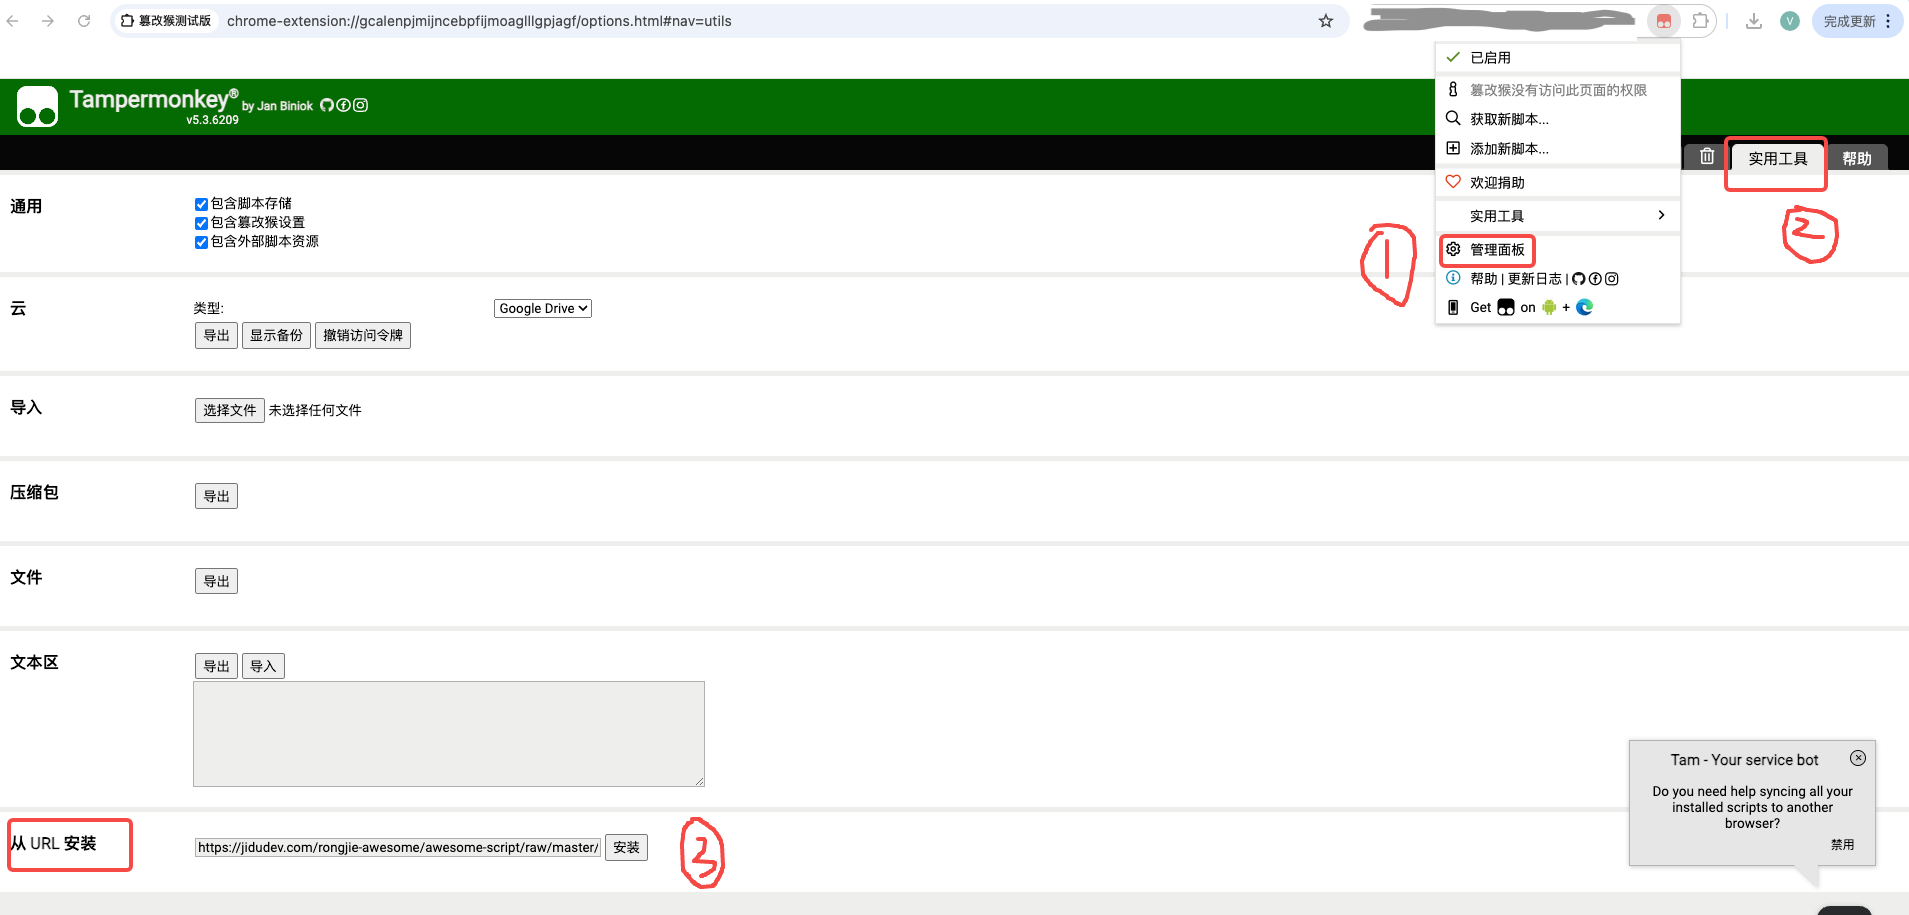 篡改猴测试版
chrome-extension://gcalenpjmijncebpfijmoaglllgpjagf/options.html#nav=utils
V
完成更新
已启用
篡改猴没有访问此页面的权限
获取新脚本...
添加新脚本...
欢迎捐助
实用工具
管理面板
帮助 | 更新日志 |
Get on +
Tampermonkey® by Jan Biniok
v5.3.6209
实用工具
帮助
1
2
通用
包含脚本存储
包含篡改猴设置
包含外部脚本资源
云
类型:
Google Drive
导出
显示备份
撤销访问令牌
导入
选择文件 未选择任何文件
压缩包
导出
文件
导出
文本区
导出
导入
从 URL 安装
https://jidudev.com/rongjie-awesome/awesome-script/raw/master/
安装
3
Tam - Your service bot
Do you need help syncing all your
installed scripts to another
browser?
禁用